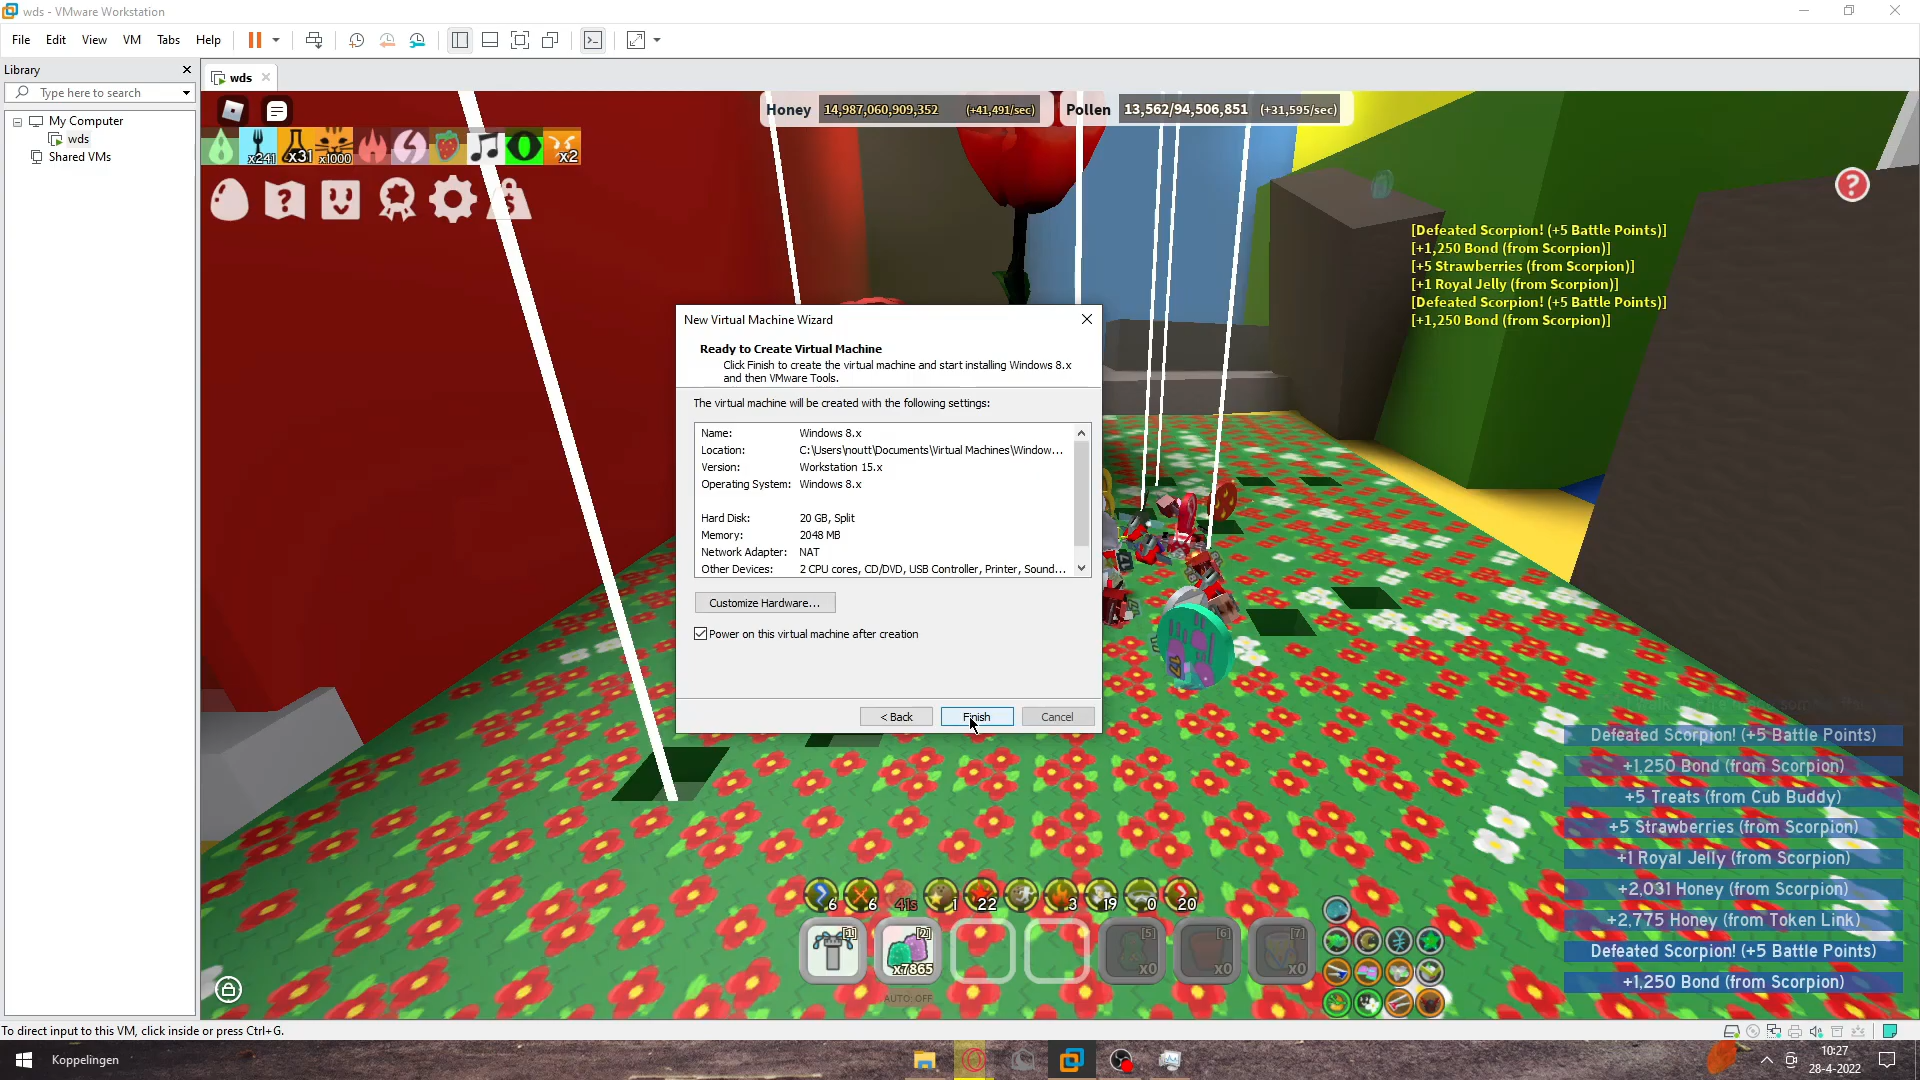 wds - VMware Workstation
File Edit View VM Tabs Help
Library
Type here to search
My Computer
wds
Shared VMs
wds
Honey 14,987,060,909,352 (+41,491/sec) Pollen 13,562/94,506,851 (+31,595/sec)
x241 x31 x1000 x2
?
[Defeated Scorpion! (+5 Battle Points)]
[+1,250 Bond (from Scorpion)]
[+5 Strawberries (from Scorpion)]
[+1 Royal Jelly (from Scorpion)]
[Defeated Scorpion! (+5 Battle Points)]
[+1,250 Bond (from Scorpion)]
New Virtual Machine Wizard
Ready to Create Virtual Machine
Click Finish to create the virtual machine and start installing Windows 8.x
and then VMware Tools.
The virtual machine will be created with the following settings:
Name: Windows 8.x
Location: C:\Users\noutt\Documents\Virtual Machines\Window...
Version: Workstation 15.x
Operating System: Windows 8.x
Hard Disk: 20 GB, Split
Memory: 2048 MB
Network Adapter: NAT
Other Devices: 2 CPU cores, CD/DVD, USB Controller, Printer, Sound...
Customize Hardware...
Power on this virtual machine after creation
< Back Finish Cancel
Defeated Scorpion! (+5 Battle Points)
+1,250 Bond (from Scorpion)
+5 Treats (from Cub Buddy)
+5 Strawberries (from Scorpion)
+1 Royal Jelly (from Scorpion)
+2,031 Honey (from Scorpion)
+2,775 Honey (from Token Link)
Defeated Scorpion! (+5 Battle Points)
+1,250 Bond (from Scorpion)
6 6 41s 1 22 3 19 0 20
[1] [2] [5] [6] [7]
x7865 x0 x0 x0
AUTO: OFF
To direct input to this VM, click inside or press Ctrl+G.
Koppelingen
10:27
28-4-2022